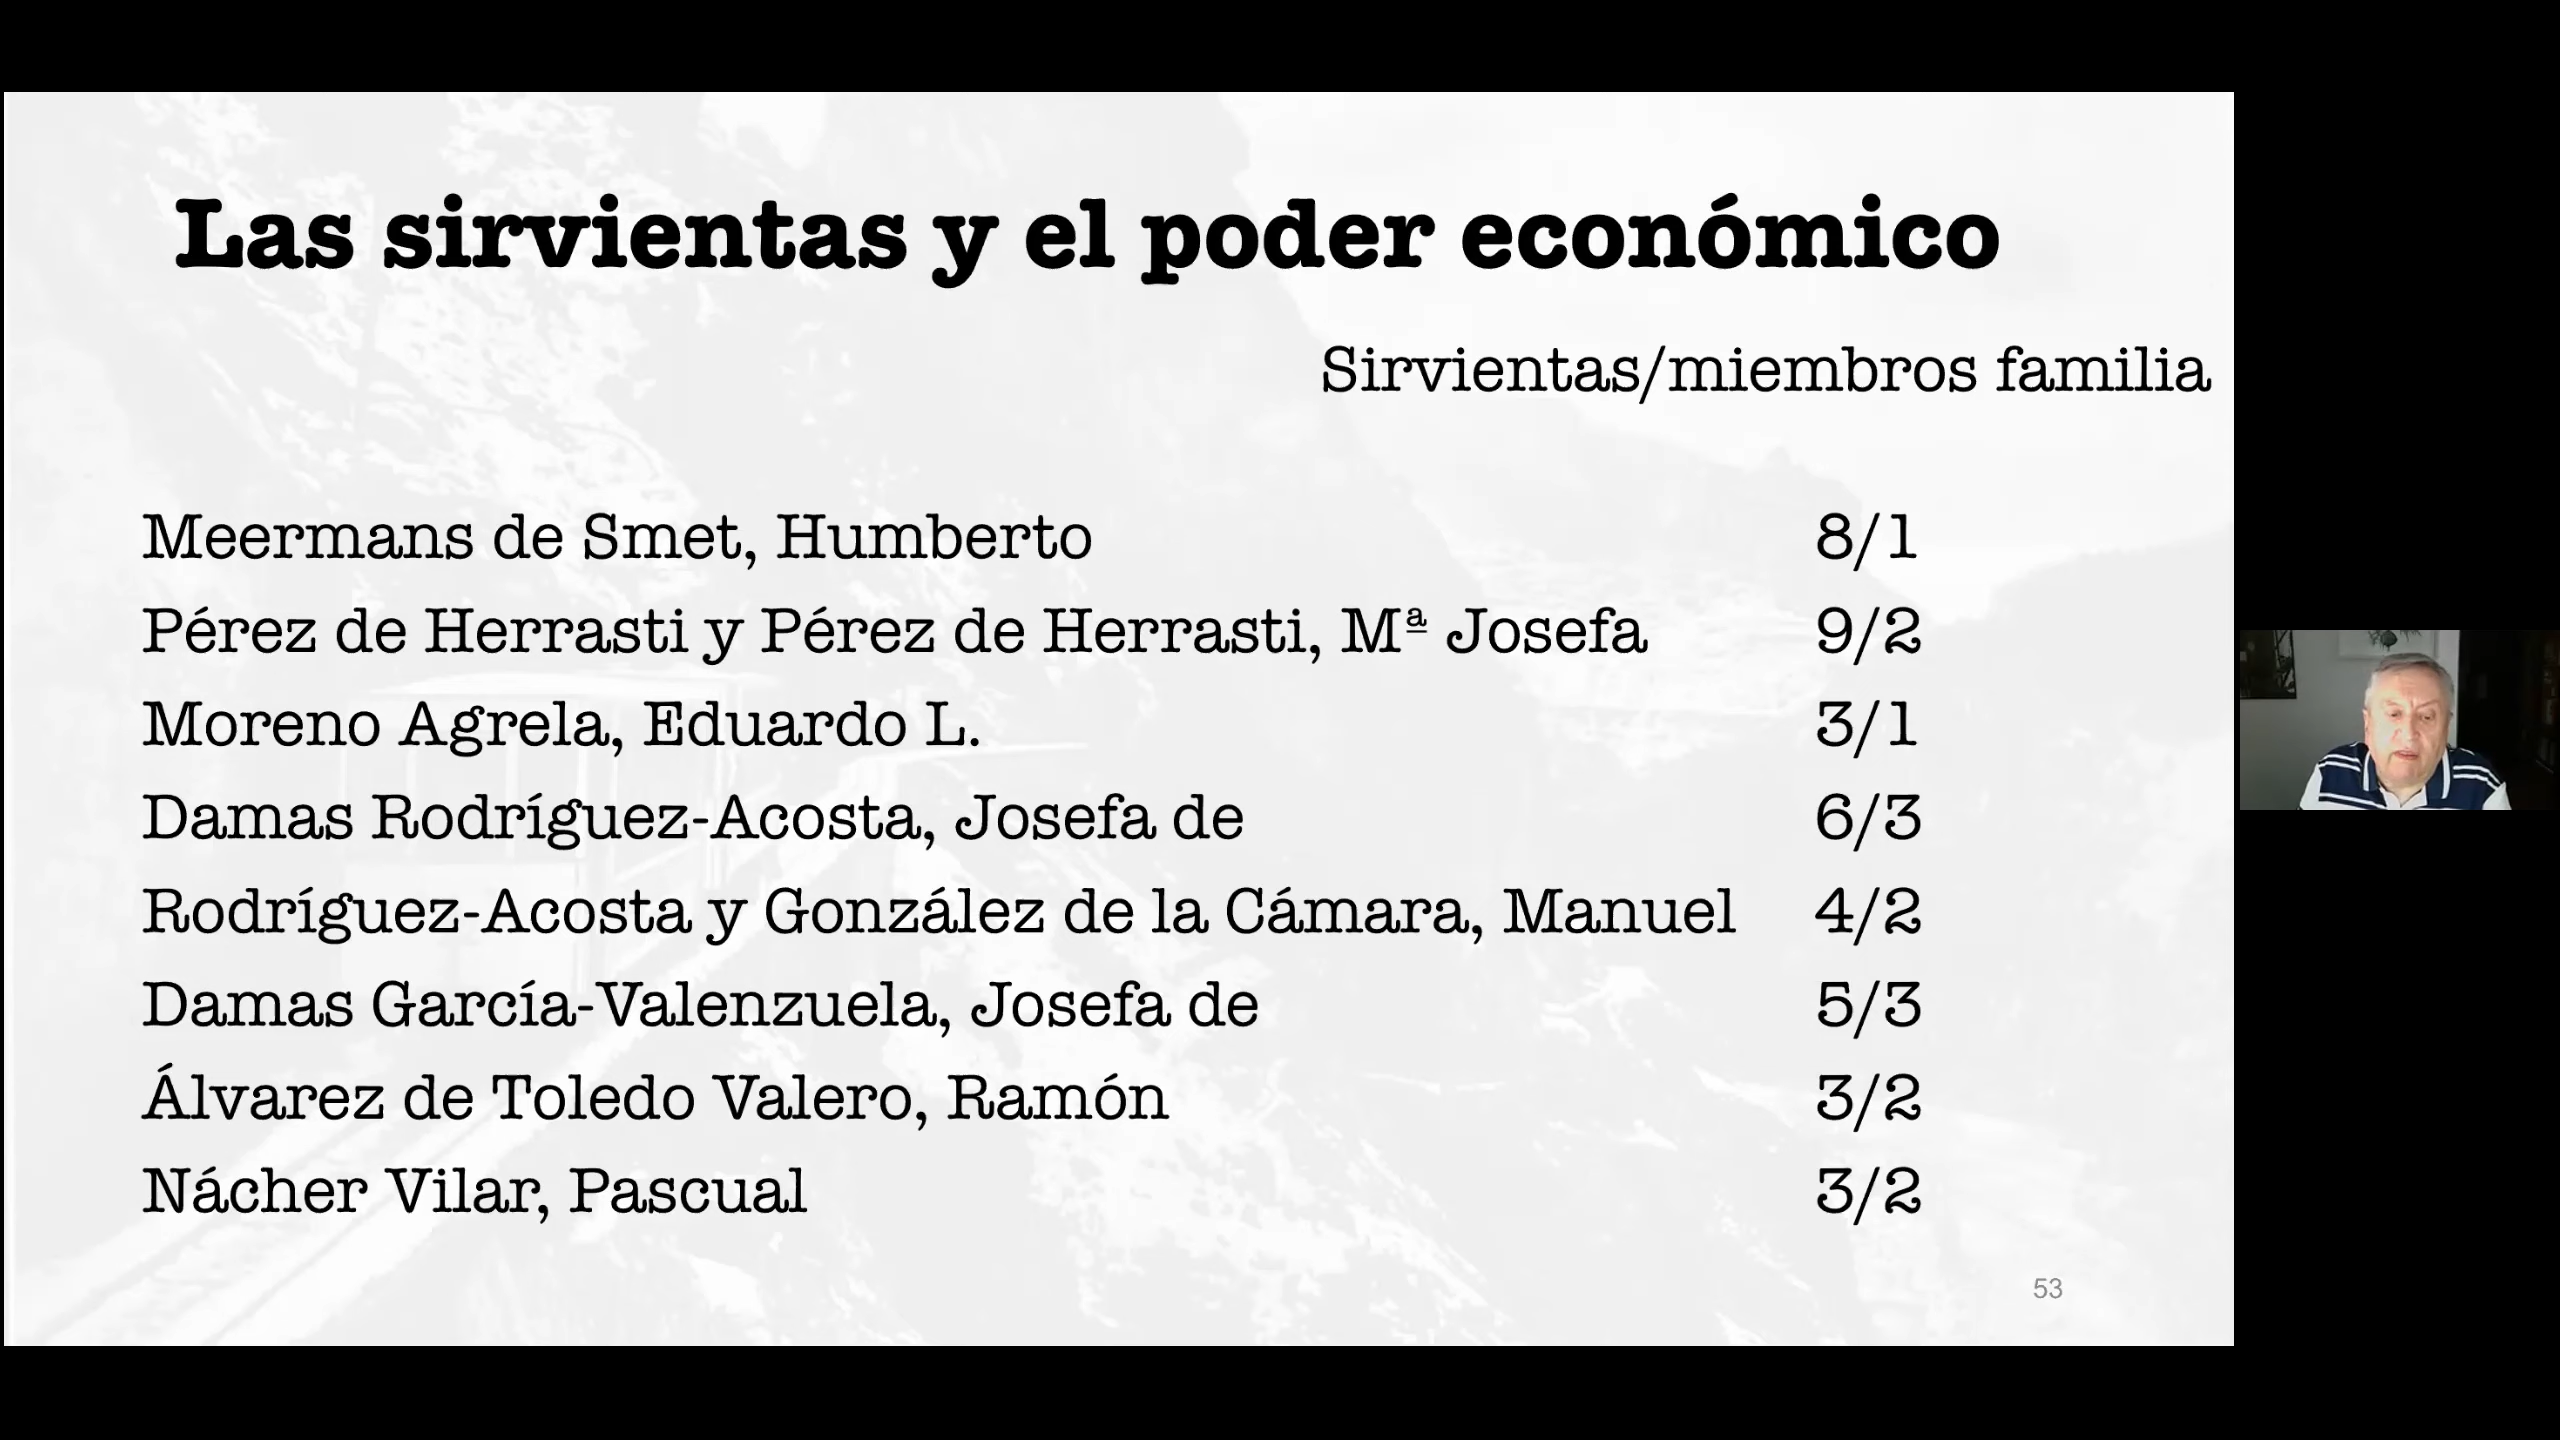 Las sirvientas y el poder económico
Sirvientas/miembros familia
Meermans de Smet, Humberto 8/1
Pérez de Herrasti y Pérez de Herrasti, Mª Josefa 9/2
Moreno Agrela, Eduardo L. 3/1
Damas Rodríguez-Acosta, Josefa de 6/3
Rodríguez-Acosta y González de la Cámara, Manuel 4/2
Damas García-Valenzuela, Josefa de 5/3
Álvarez de Toledo Valero, Ramón 3/2
Nácher Vilar, Pascual 3/2
53